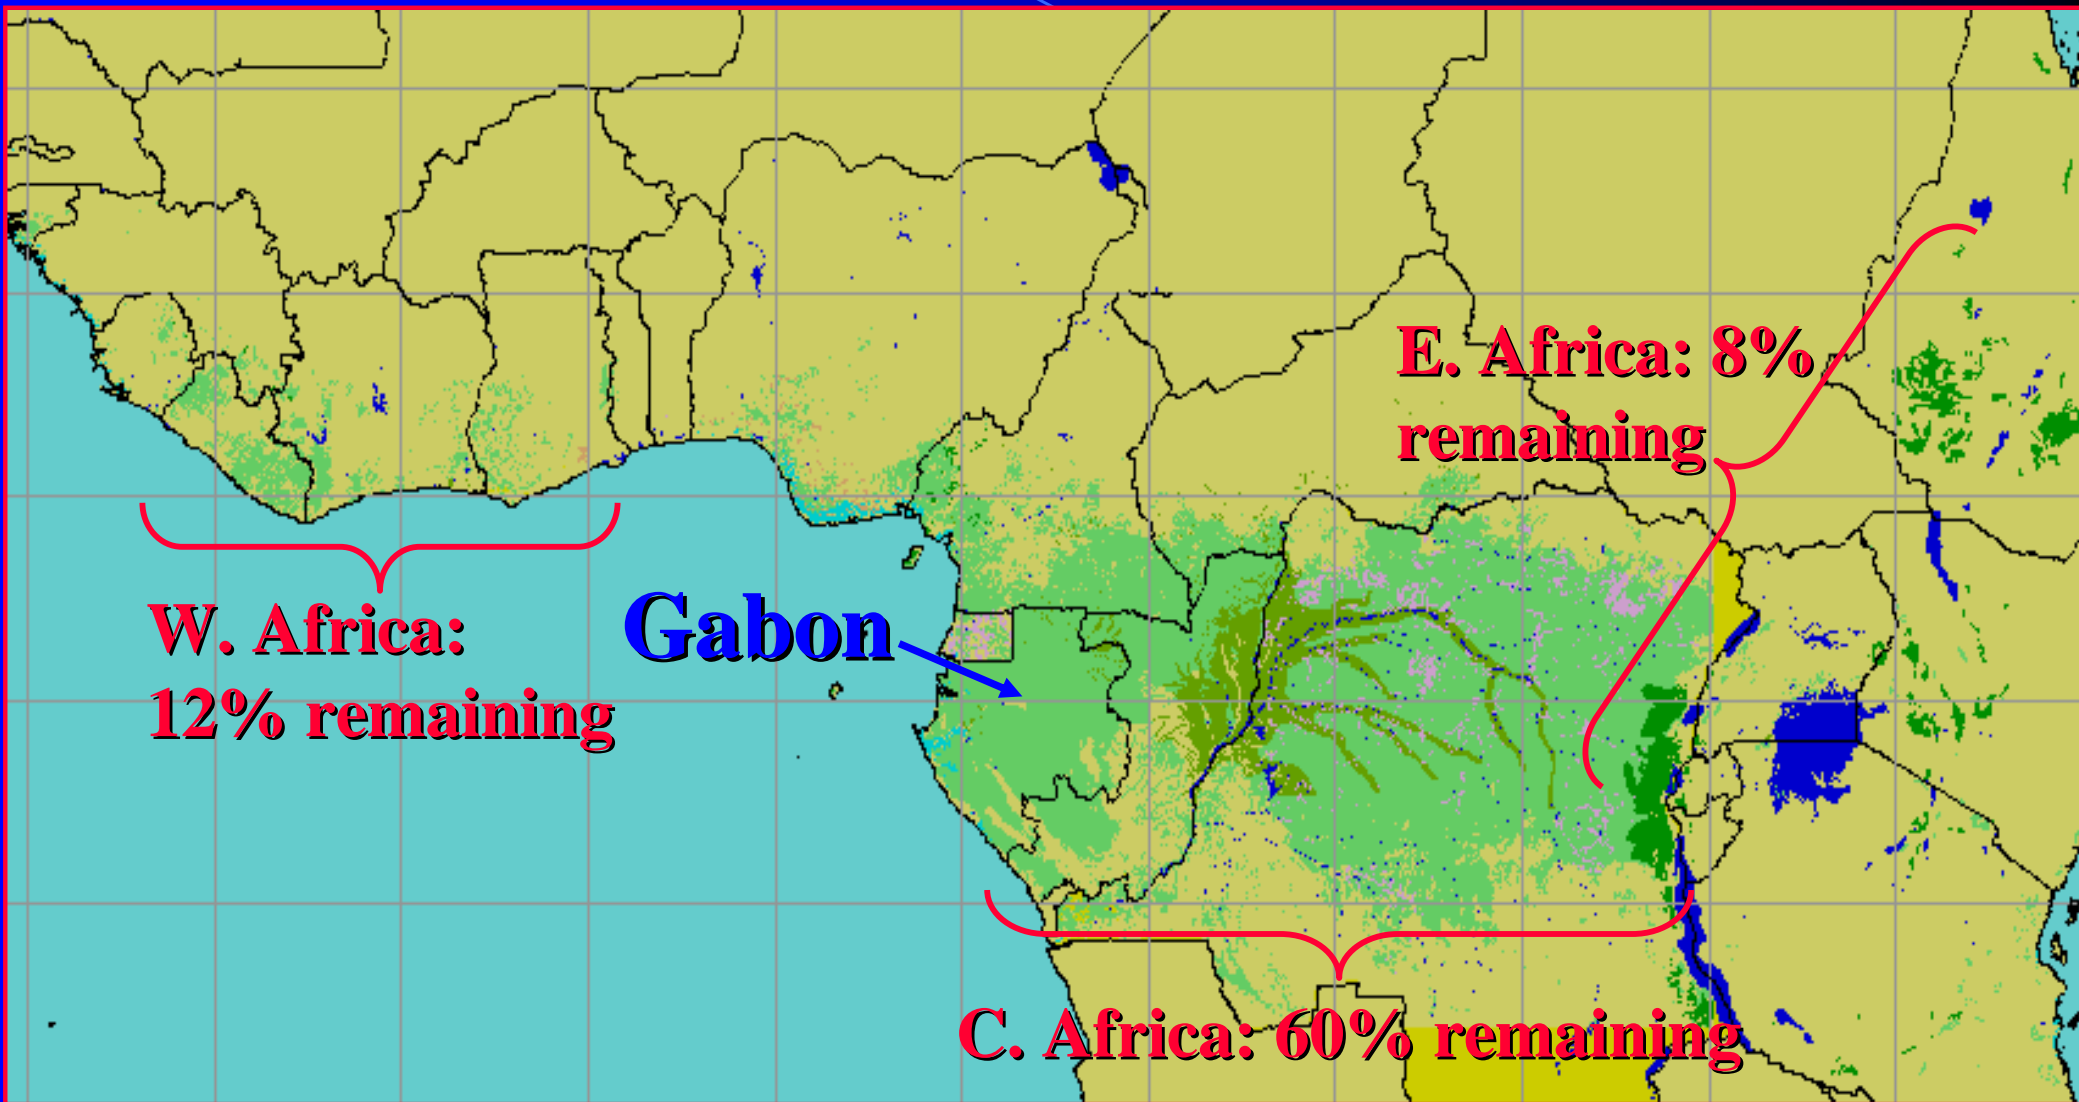 E. Africa: 8%
remaining
W. Africa:
12% remaining
Gabon
C. Africa: 60% remaining